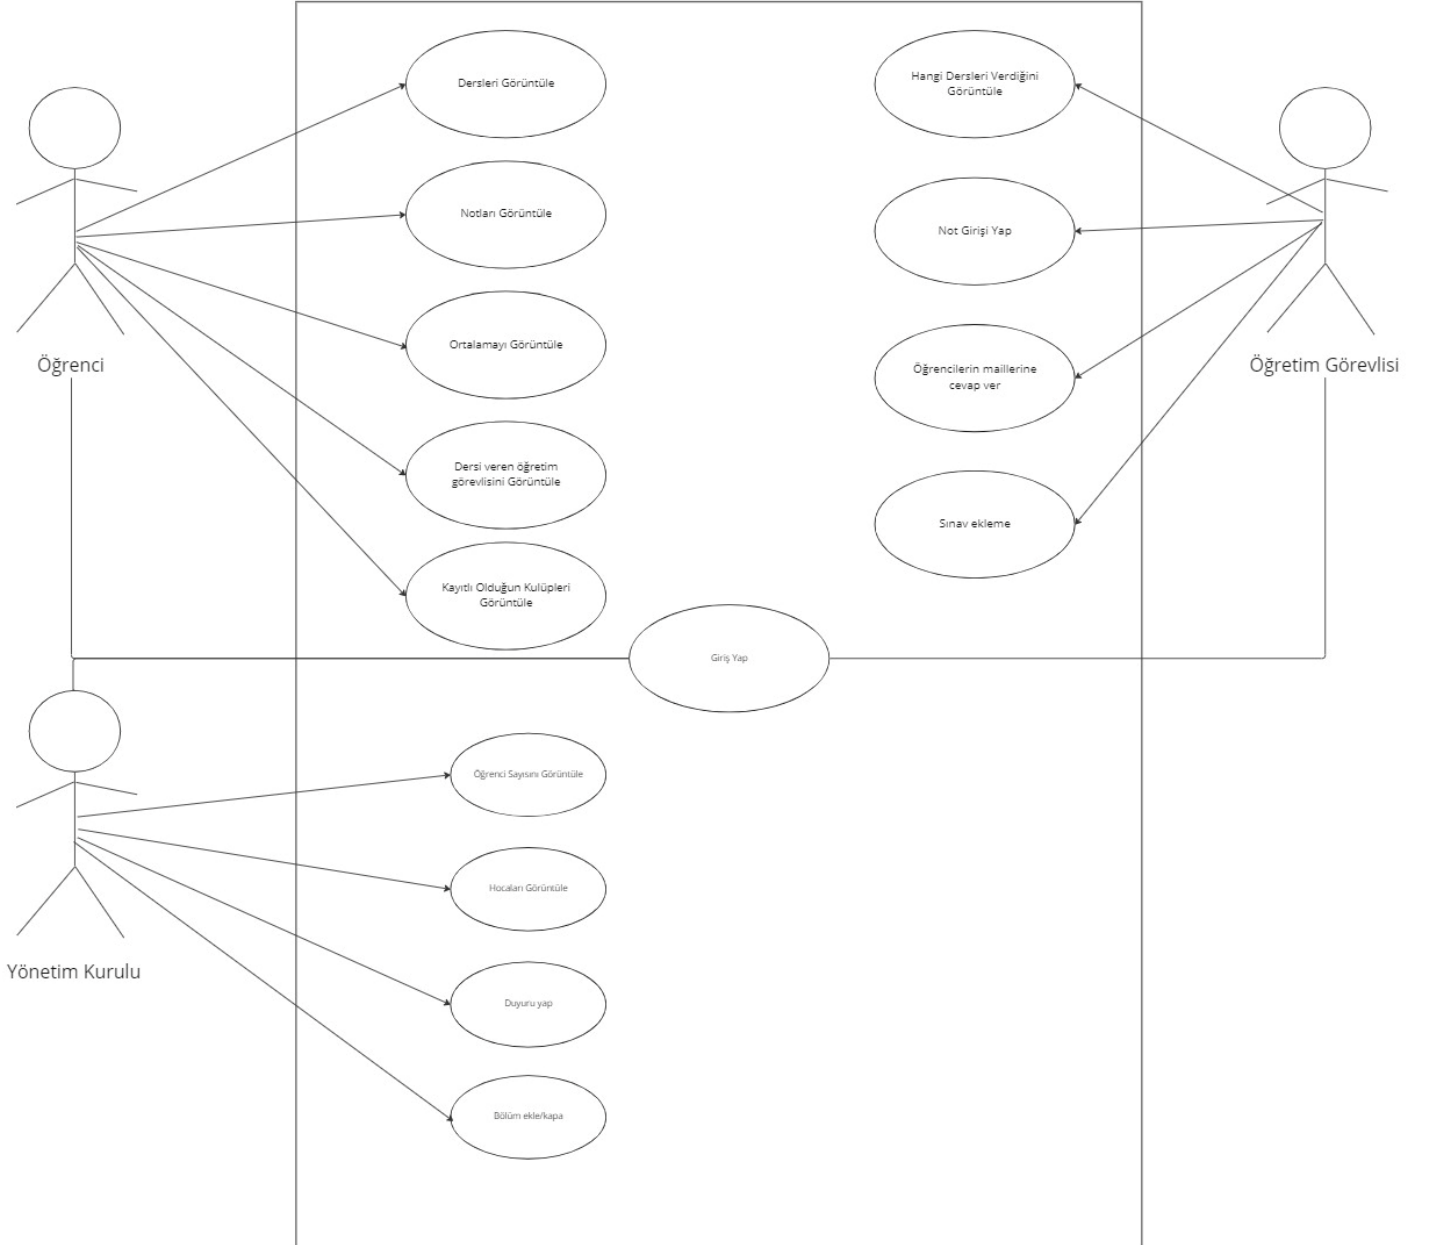 Dersleri Görüntüle
Notları Görüntüle
Ortalamayı Görüntüle
Dersi veren öğretim
görevlisini Görüntüle
Kayıtlı Olduğun Kulüpleri
Görüntüle
Hangi Dersleri Verdiğini
Görüntüle
Not Girişi Yap
Öğrencilerin maillerine
cevap ver
Sınav ekleme
Öğrenci
Öğretim Görevlisi
Giriş Yap
Öğrenci Sayısını Görüntüle
Hocaları Görüntüle
Duyuru yap
Bölüm ekle/kapa
Yönetim Kurulu